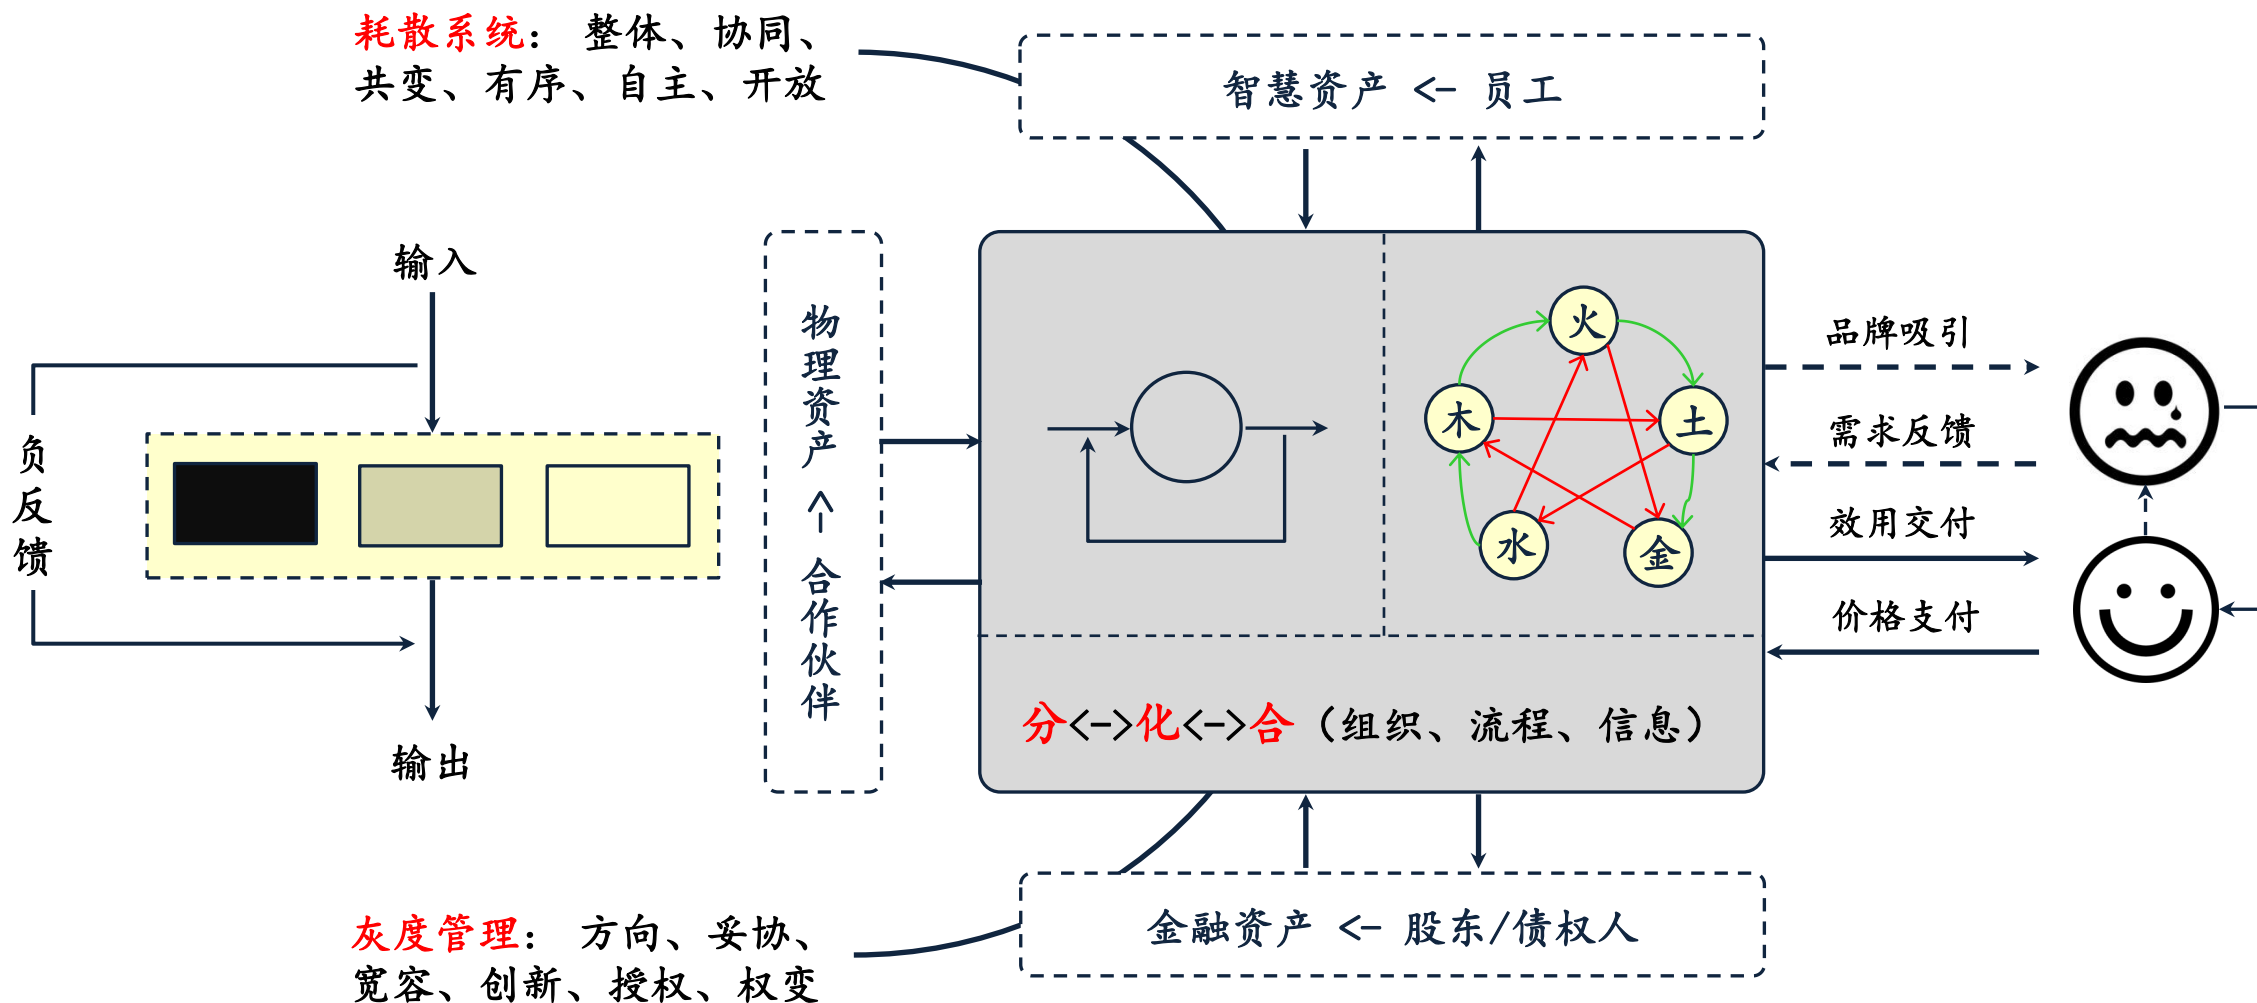 耗散系统： 整体、协同、
共变、有序、自主、开放
智慧资产 <- 员工
输入
负反馈
输出
物理资产 <- 合作伙伴
火
木
土
水
金
分<->化<->合（组织、流程、信息）
品牌吸引
需求反馈
效用交付
价格支付
金融资产 <- 股东/债权人
灰度管理： 方向、妥协、
宽容、创新、授权、权变